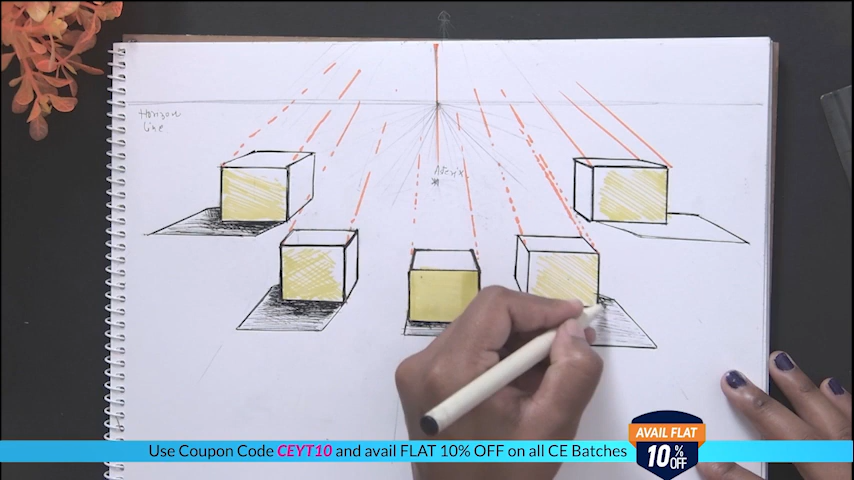 Horizon
Line
Asterix
Use Coupon Code CEYT10 and avail FLAT 10% OFF on all CE Batches
AVAIL FLAT
10% OFF